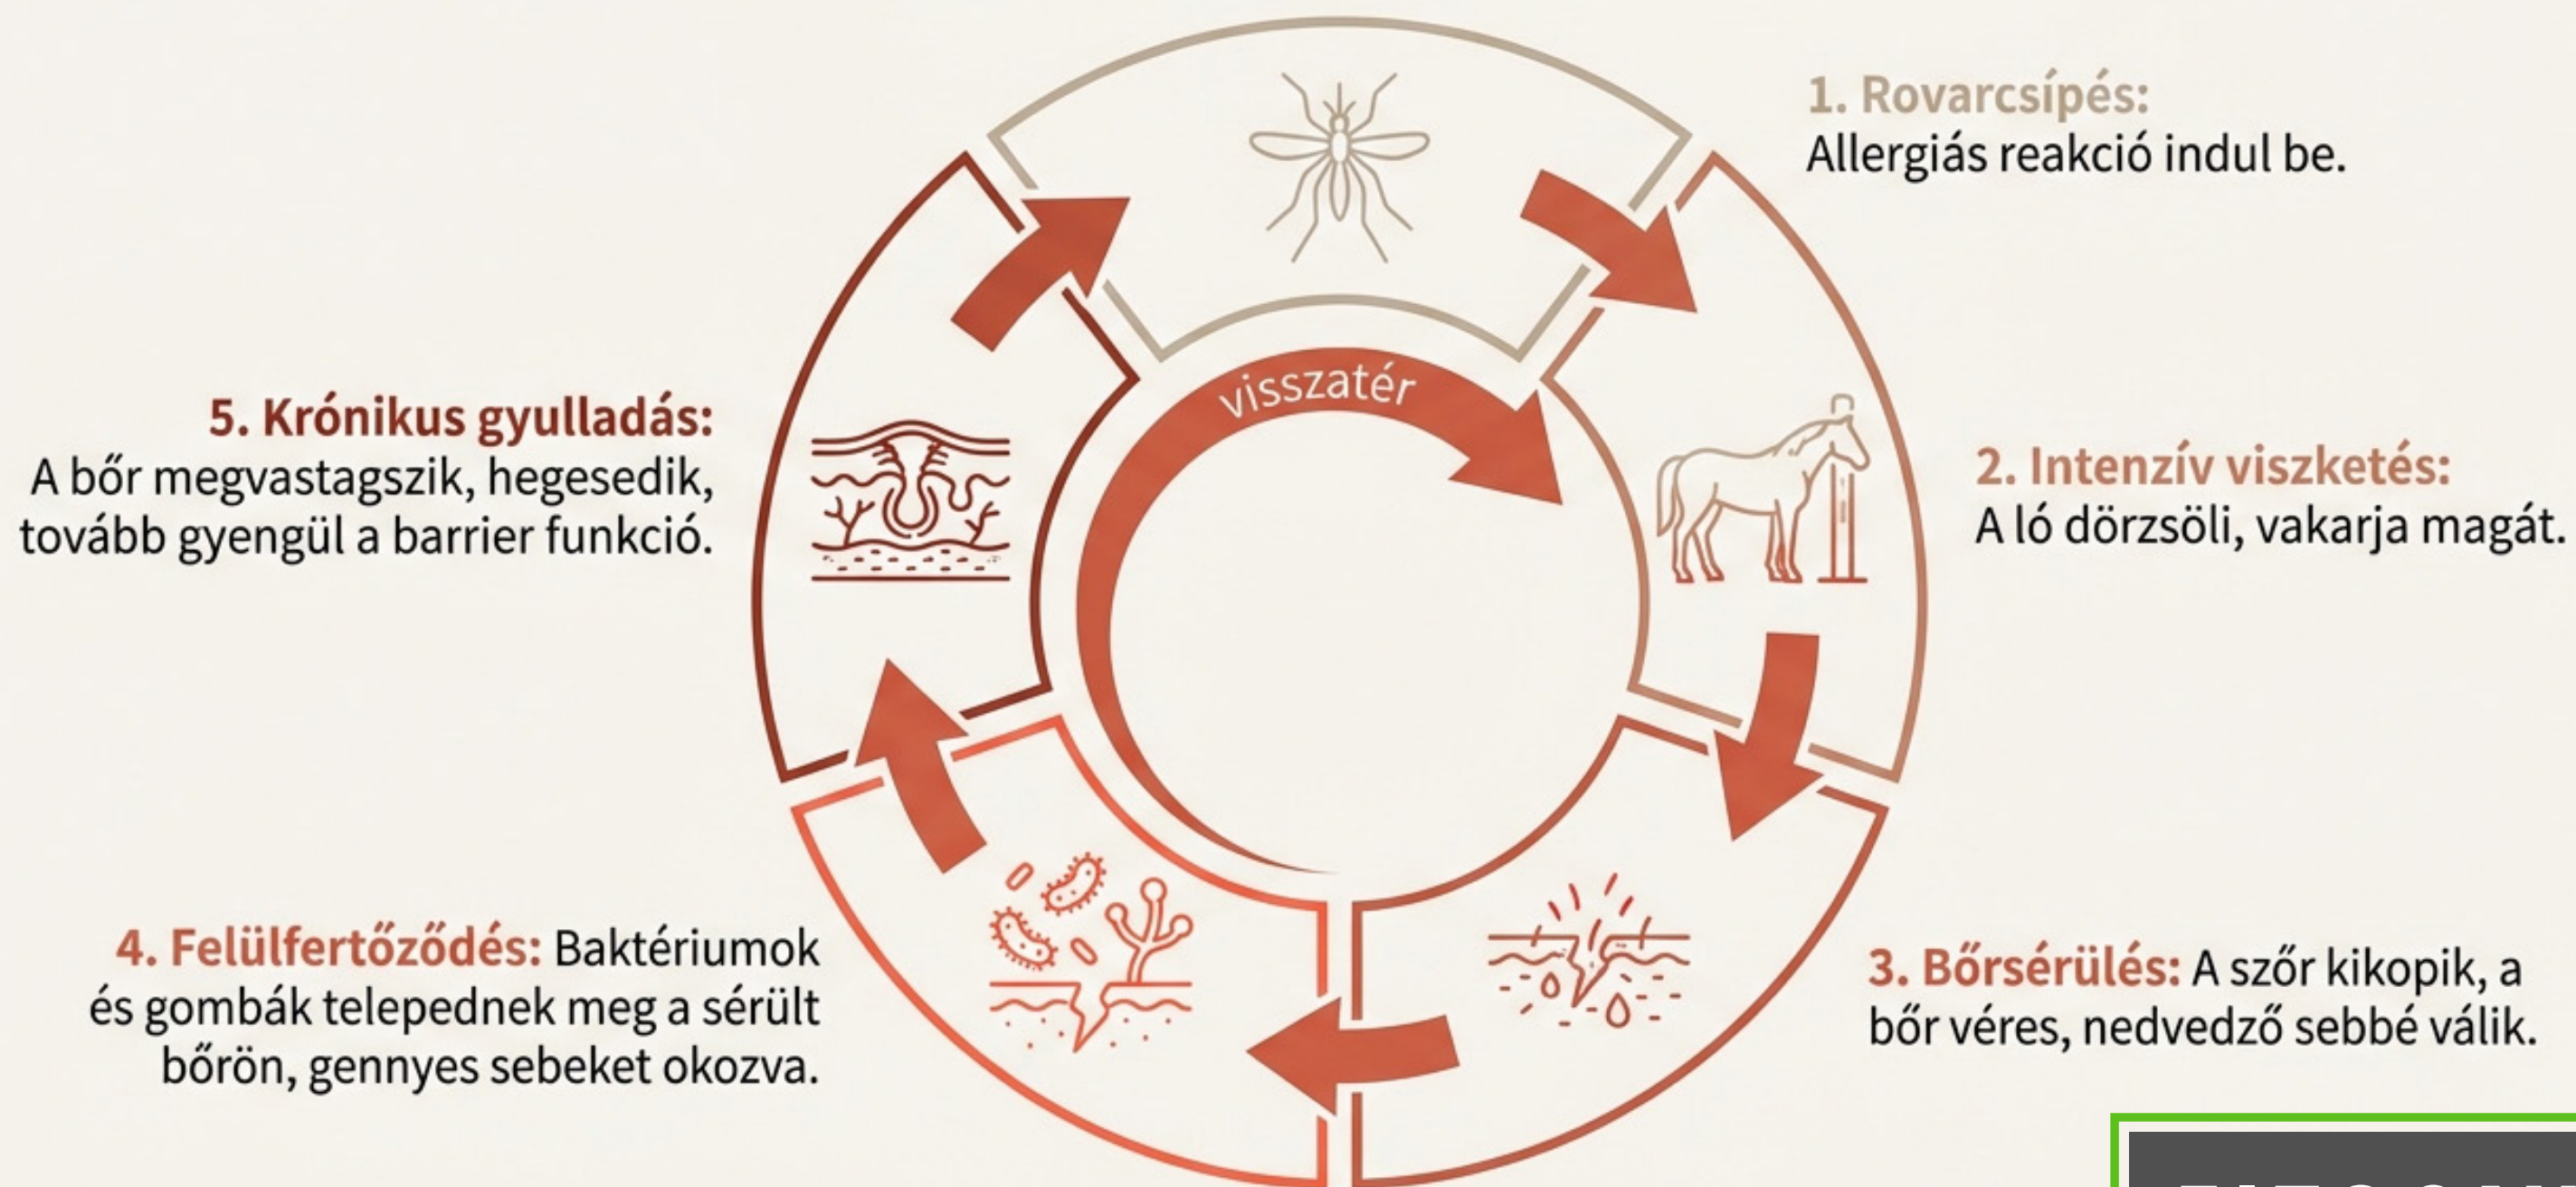 1. Rovarcsípés:
Allergiás reakció indul be.
visszatér
2. Intenzív viszketés:
A ló dörzsöli, vakarja magát.
3. Bőrsérülés: A szőr kikopik, a
bőr véres, nedvedző sebbé válik.
4. Felülfertőződés: Baktériumok
és gombák telepednek meg a sérült
bőrön, gennyes sebeket okozva.
5. Krónikus gyulladás:
A bőr megvastagszik, hegesedik,
tovább gyengül a barrier funkció.